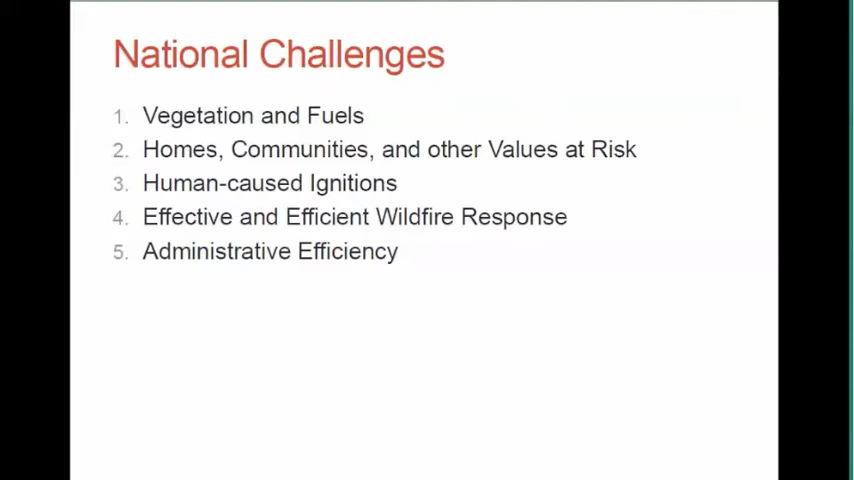 National Challenges
1. Vegetation and Fuels
2. Homes, Communities, and other Values at Risk
3. Human-caused Ignitions
4. Effective and Efficient Wildfire Response
5. Administrative Efficiency